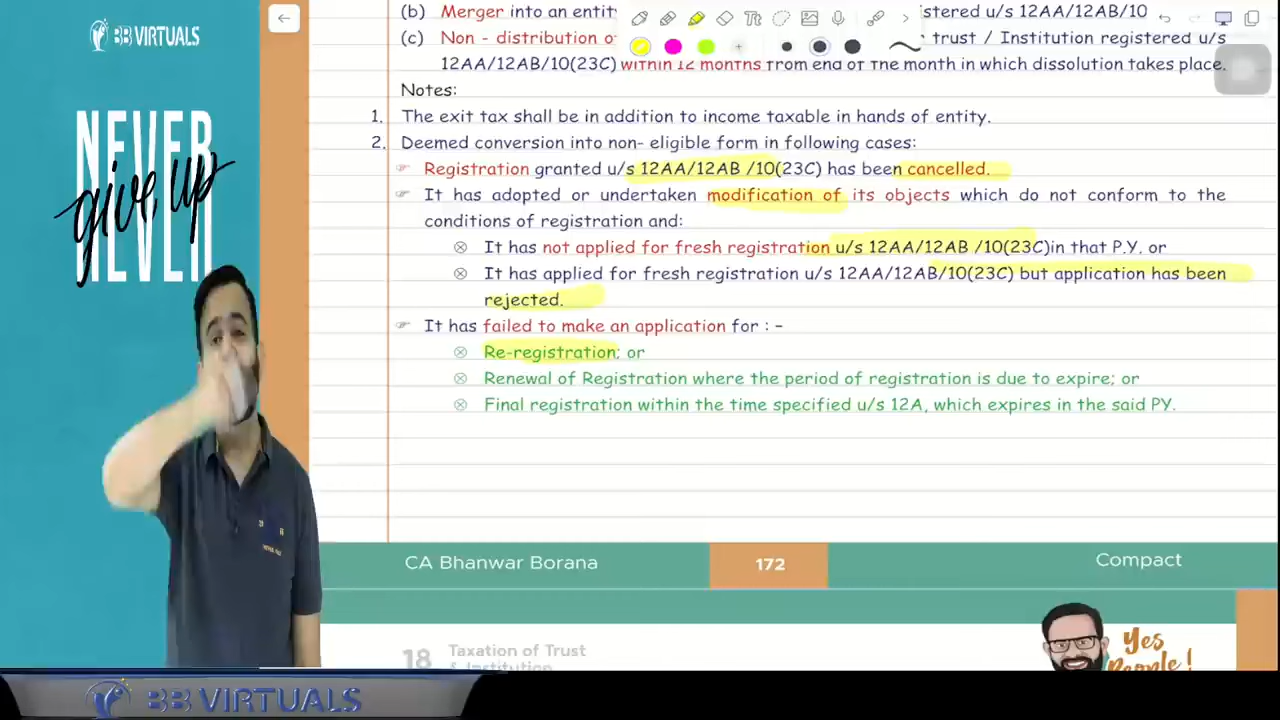 BB VIRTUALS
NEVER
give up
NEVER
(b) Merger into an entity stered u/s 12AA/12AB/10
(c) Non - distribution of trust / Institution registered u/s
12AA/12AB/10(23C) within 12 months from end of the month in which dissolution takes place.
Notes:
1. The exit tax shall be in addition to income taxable in hands of entity.
2. Deemed conversion into non- eligible form in following cases:
☞ Registration granted u/s 12AA/12AB /10(23C) has been cancelled.
☞ It has adopted or undertaken modification of its objects which do not conform to the
conditions of registration and:
⊗ It has not applied for fresh registration u/s 12AA/12AB /10(23C)in that P.Y. or
⊗ It has applied for fresh registration u/s 12AA/12AB/10(23C) but application has been
rejected.
☞ It has failed to make an application for : –
⊗ Re-registration; or
⊗ Renewal of Registration where the period of registration is due to expire; or
⊗ Final registration within the time specified u/s 12A, which expires in the said PY.
CA Bhanwar Borana 172 Compact
18 Taxation of Trust
& Institution
Yes
People!
BB VIRTUALS